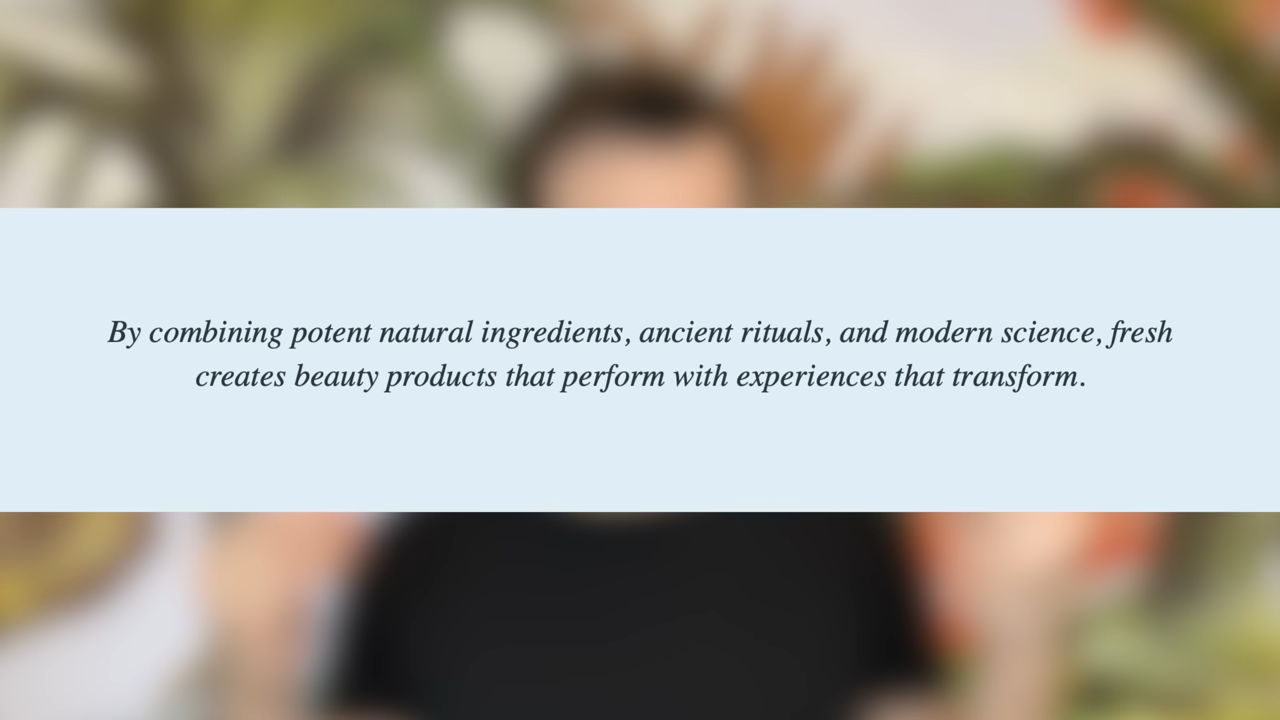 By combining potent natural ingredients, ancient rituals, and modern science, fresh
creates beauty products that perform with experiences that transform.